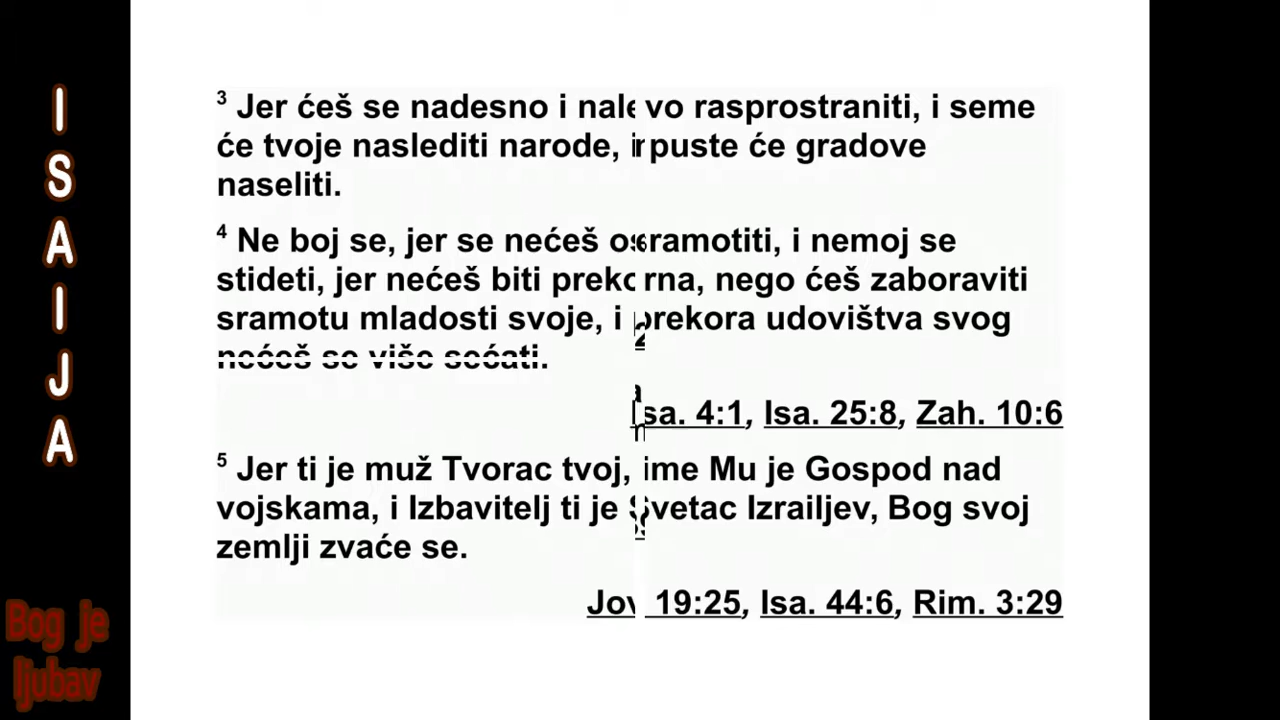 ISAIJA
Bog je
ljubav
3 Jer ćeš se nadesno i nalevo rasprostraniti, i seme
će tvoje naslediti narode, i puste će gradove
naseliti.
4 Ne boj se, jer se nećeš osramotiti, i nemoj se
stideti, jer nećeš biti prekorna, nego ćeš zaboraviti
sramotu mladosti svoje, i prekora udovištva svog
nećeš se više sećati.
Isa. 4:1, Isa. 25:8, Zah. 10:6
5 Jer ti je muž Tvorac tvoj, ime Mu je Gospod nad
vojskama, i Izbavitelj ti je Svetac Izrailjev, Bog svoj
zemlji zvaće se.
Jov 19:25, Isa. 44:6, Rim. 3:29